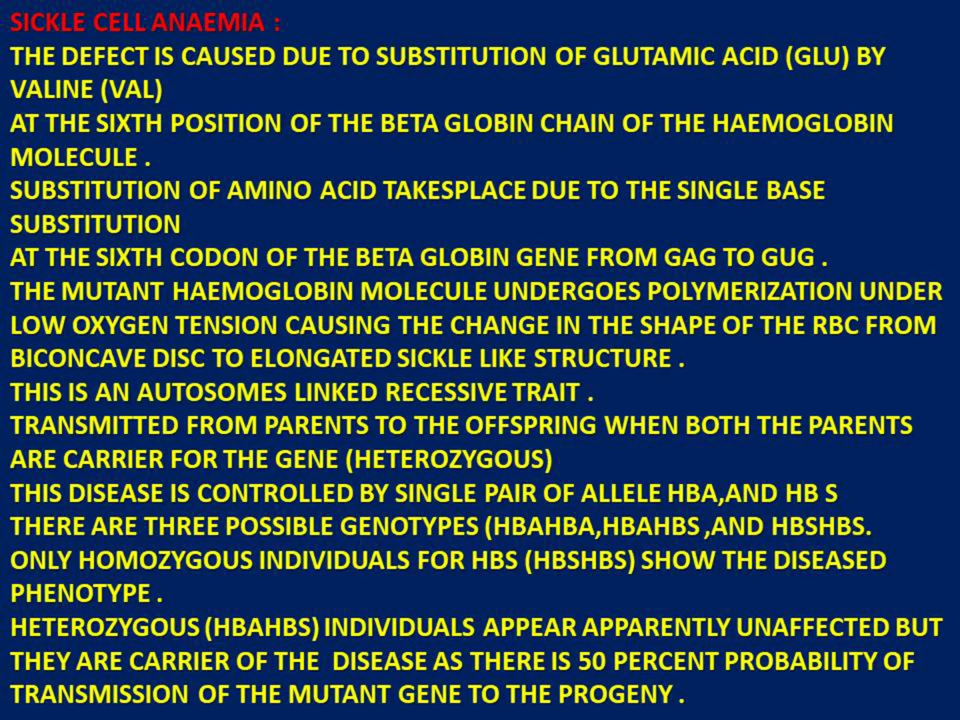 SICKLE CELL ANAEMIA :
THE DEFECT IS CAUSED DUE TO SUBSTITUTION OF GLUTAMIC ACID (GLU) BY
VALINE (VAL)
AT THE SIXTH POSITION OF THE BETA GLOBIN CHAIN OF THE HAEMOGLOBIN
MOLECULE .
SUBSTITUTION OF AMINO ACID TAKESPLACE DUE TO THE SINGLE BASE
SUBSTITUTION
AT THE SIXTH CODON OF THE BETA GLOBIN GENE FROM GAG TO GUG .
THE MUTANT HAEMOGLOBIN MOLECULE UNDERGOES POLYMERIZATION UNDER
LOW OXYGEN TENSION CAUSING THE CHANGE IN THE SHAPE OF THE RBC FROM
BICONCAVE DISC TO ELONGATED SICKLE LIKE STRUCTURE .
THIS IS AN AUTOSOMES LINKED RECESSIVE TRAIT .
TRANSMITTED FROM PARENTS TO THE OFFSPRING WHEN BOTH THE PARENTS
ARE CARRIER FOR THE GENE (HETEROZYGOUS)
THIS DISEASE IS CONTROLLED BY SINGLE PAIR OF ALLELE HBA,AND HB S
THERE ARE THREE POSSIBLE GENOTYPES (HBAHBA,HBAHBS ,AND HBSHBS.
ONLY HOMOZYGOUS INDIVIDUALS FOR HBS (HBSHBS) SHOW THE DISEASED
PHENOTYPE .
HETEROZYGOUS (HBAHBS) INDIVIDUALS APPEAR APPARENTLY UNAFFECTED BUT
THEY ARE CARRIER OF THE DISEASE AS THERE IS 50 PERCENT PROBABILITY OF
TRANSMISSION OF THE MUTANT GENE TO THE PROGENY .